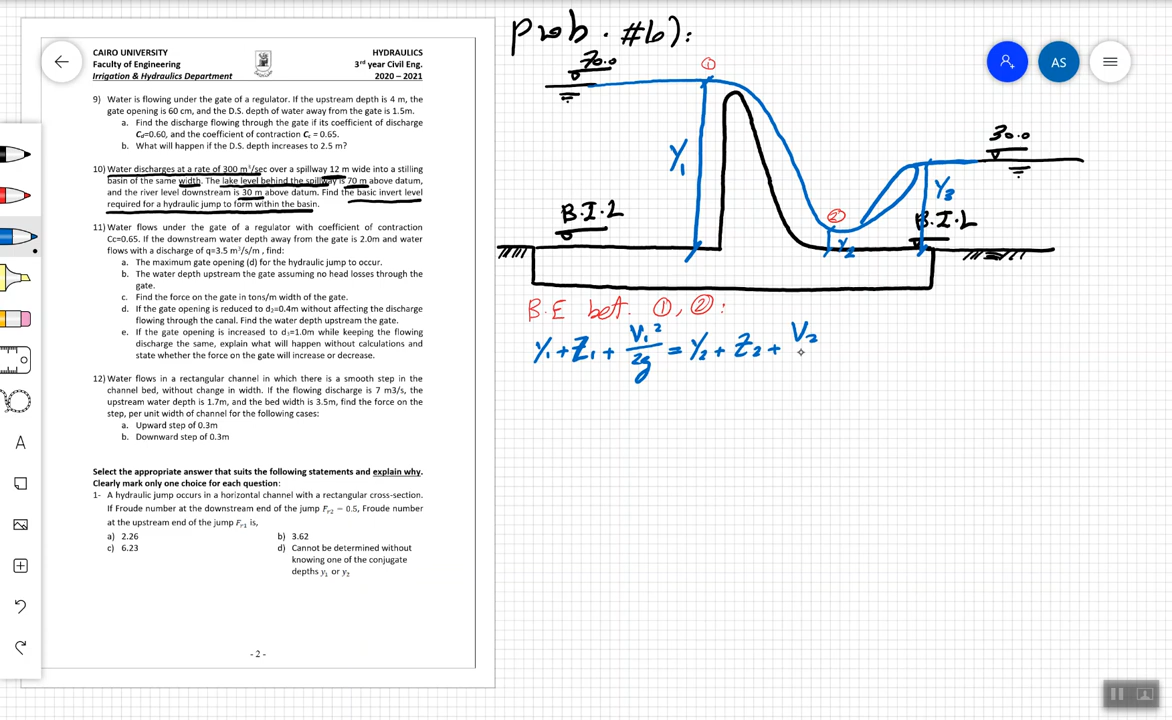 CAIRO UNIVERSITY
Faculty of Engineering
Irrigation & Hydraulics Department
HYDRAULICS
3rd year Civil Eng.
2020 – 2021
9) Water is flowing under the gate of a regulator. If the upstream depth is 4 m, the
gate opening is 60 cm, and the D.S. depth of water away from the gate is 1.5m.
a. Find the discharge flowing through the gate if its coefficient of discharge
Cd=0.60, and the coefficient of contraction Cc = 0.65.
b. What will happen if the D.S. depth increases to 2.5 m?
10) Water discharges at a rate of 300 m3/sec over a spillway 12 m wide into a stilling
basin of the same width. The lake level behind the spillway is 70 m above datum,
and the river level downstream is 30 m above datum. Find the basic invert level
required for a hydraulic jump to form within the basin.
11) Water flows under the gate of a regulator with coefficient of contraction
Cc=0.65. If the downstream water depth away from the gate is 2.0m and water
flows with a discharge of q=3.5 m3/s/m , find:
a. The maximum gate opening (d) for the hydraulic jump to occur.
b. The water depth upstream the gate assuming no head losses through the
gate.
c. Find the force on the gate in tons/m width of the gate.
d. If the gate opening is reduced to d2=0.4m without affecting the discharge
flowing through the canal. Find the water depth upstream the gate.
e. If the gate opening is increased to d3=1.0m while keeping the flowing
discharge the same, explain what will happen without calculations and
state whether the force on the gate will increase or decrease.
12) Water flows in a rectangular channel in which there is a smooth step in the
channel bed, without change in width. If the flowing discharge is 7 m3/s, the
upstream water depth is 1.7m, and the bed width is 3.5m, find the force on the
step, per unit width of channel for the following cases:
a. Upward step of 0.3m
b. Downward step of 0.3m
Select the appropriate answer that suits the following statements and explain why.
Clearly mark only one choice for each question:
1- A hydraulic jump occurs in a horizontal channel with a rectangular cross-section.
If Froude number at the downstream end of the jump Fr2 = 0.5, Froude number
at the upstream end of the jump Fr1 is,
a) 2.26
b) 3.62
c) 6.23
d) Cannot be determined without
knowing one of the conjugate
depths y1 or y2
- 2 -
Prob. #6):
70.0
①
30.0
Y1
Y3
B.I.L
②
B.I.L
Y2
B.E bet. ①, ②:
Y1 + Z1 + V1²/2g = Y2 + Z2 + V2
A
AS